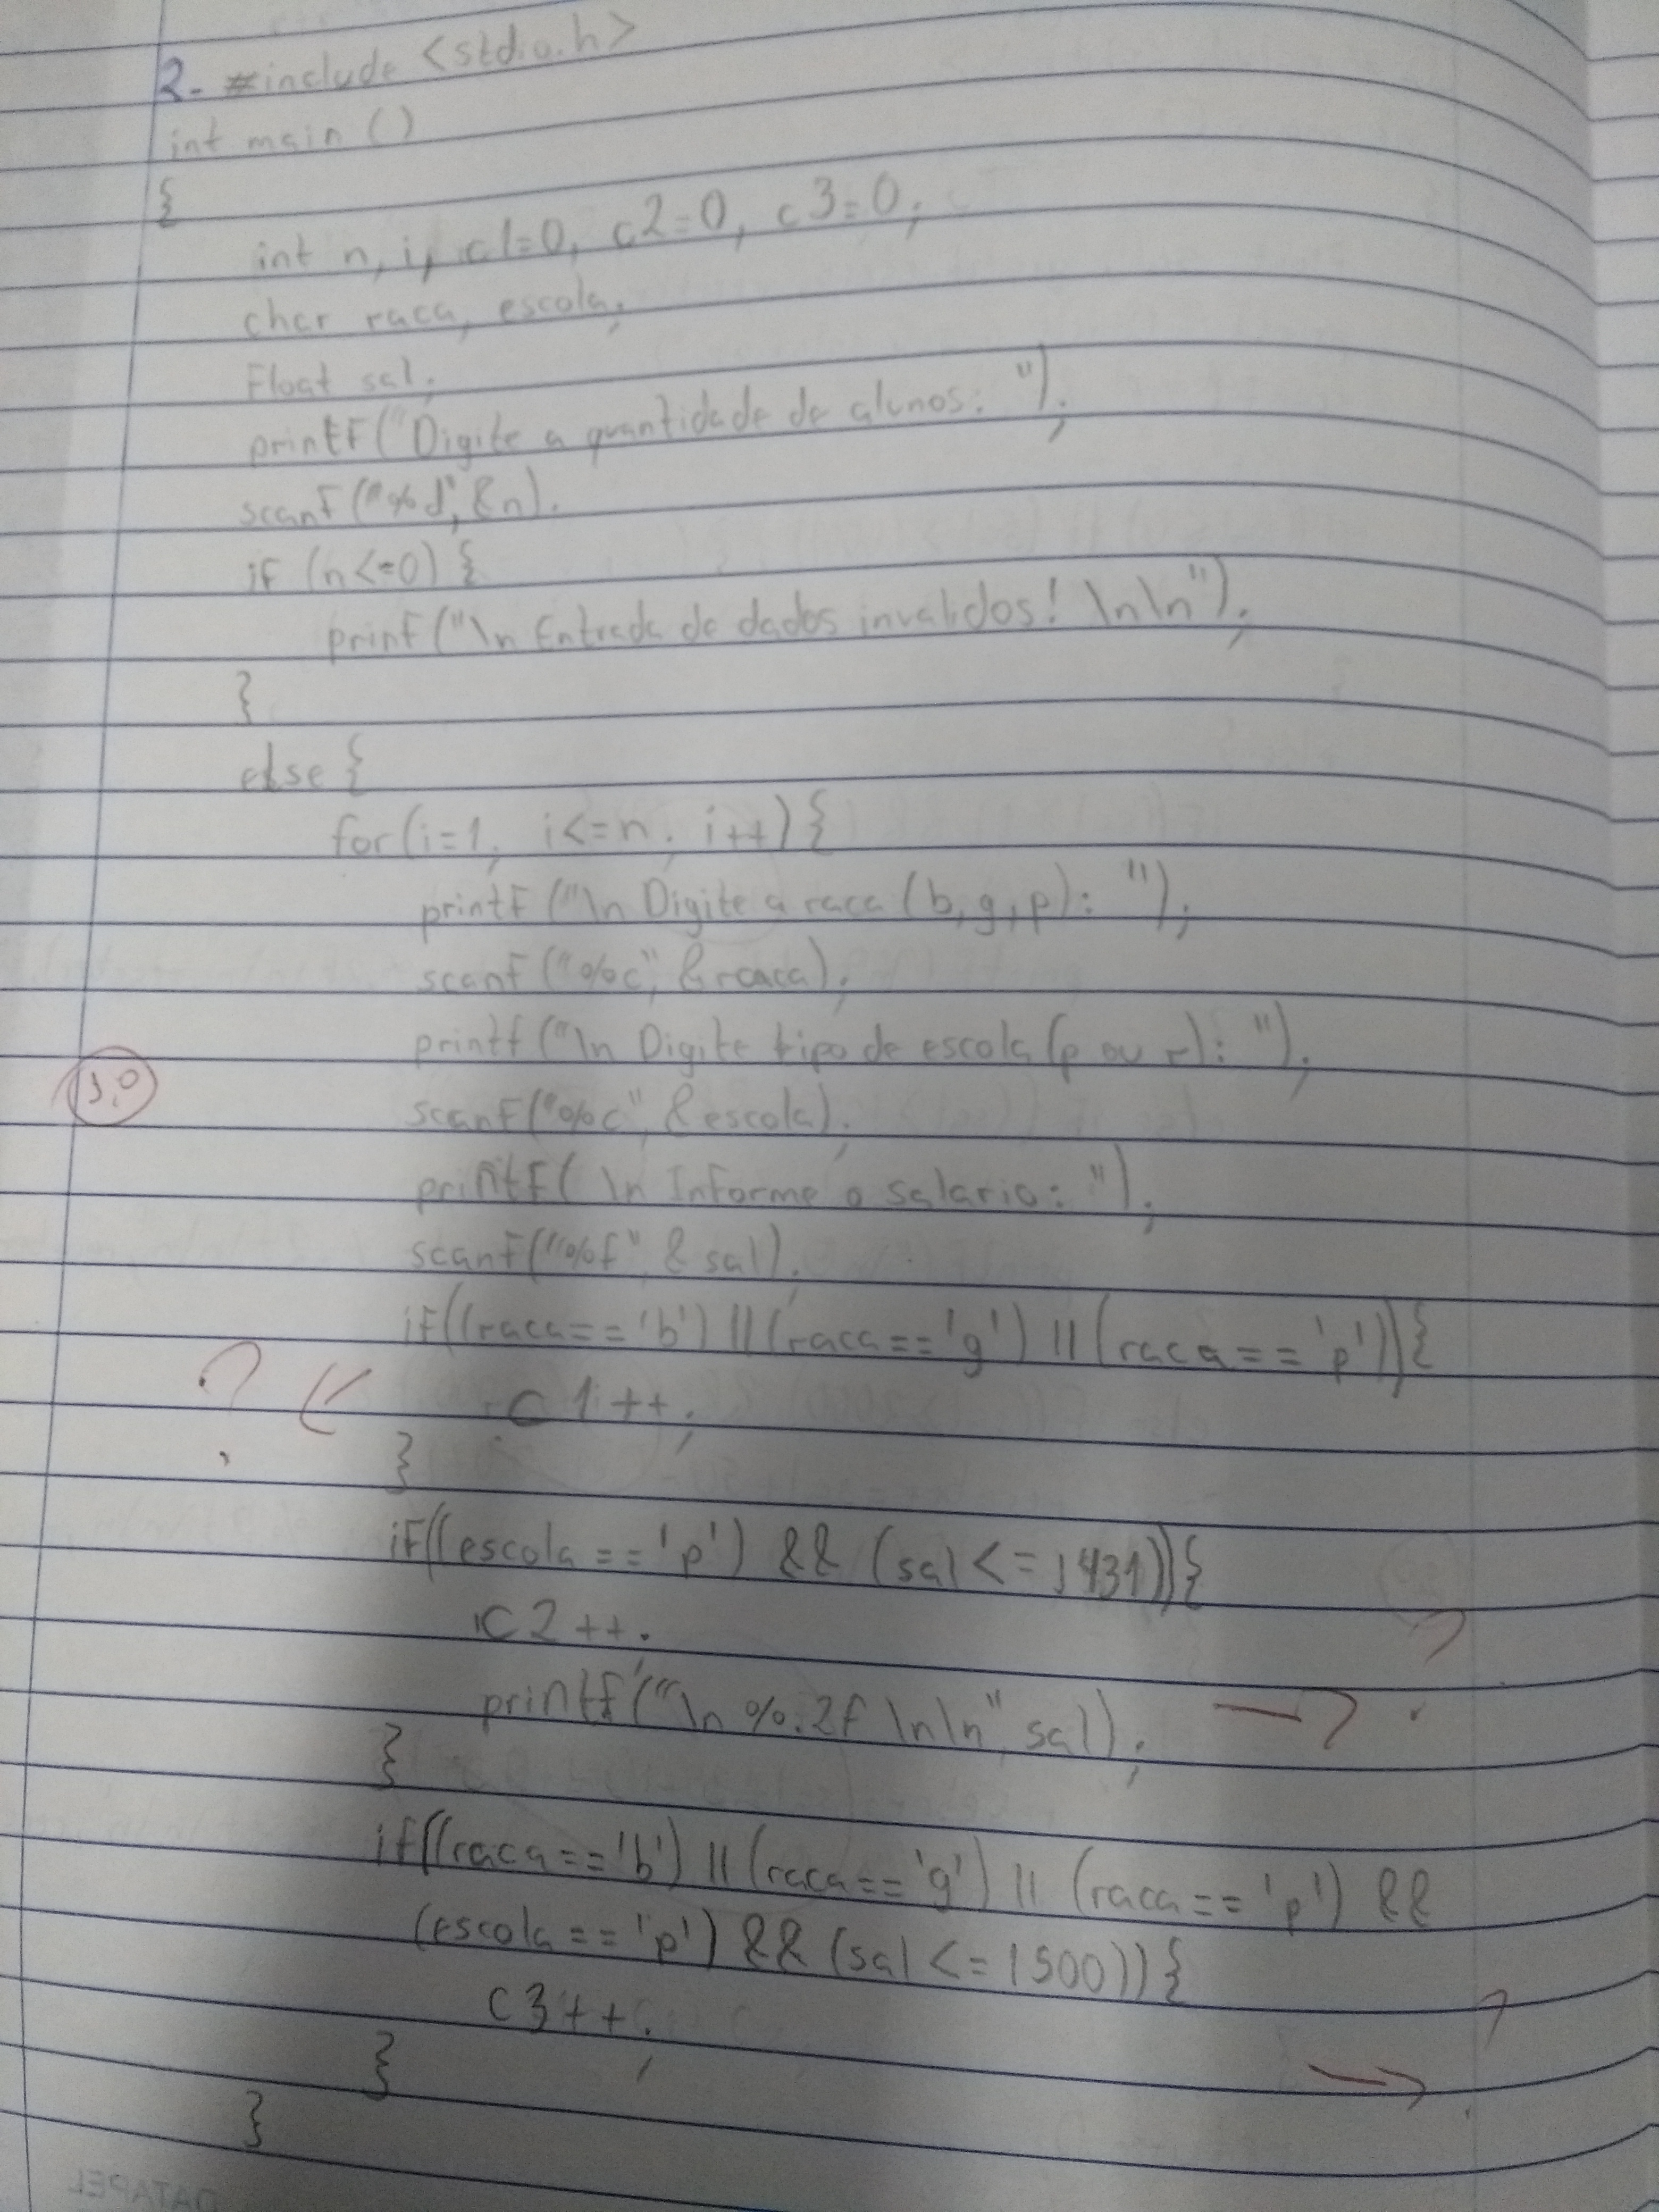 2- #include <stdio.h>
int main ()
{
int n, i, c1=0, c2=0, c3=0;
char raca, escola;
Float sal;
printf("Digite a quantidade de alunos: ");
scanf("%d", &n);
if (n<=0) {
prinf("\n Entrada de dados invalidos! \n\n");
}
else {
for(i=1; i<=n; i++){
printf("\n Digite a raca (b,g,p): ");
scanf("%c", &raca);
printf("\n Digite tipo de escola (p ou r): ");
3,0
scanf("%c", &escola);
printf( \n Informe o salario: ");
scanf("%f" & sal);
if((raca=='b') || (raca=='g') || (raca=='p')){
? c1++;
}
if((escola=='p') && (sal<=1431)){
c2++; ?
printf("\n %.2f \n\n", sal);
}
if((raca=='b') || (raca=='g') || (raca=='p') &&
(escola=='p') && (sal<=1500)){
c3++; ?
}
}
DATAPEL